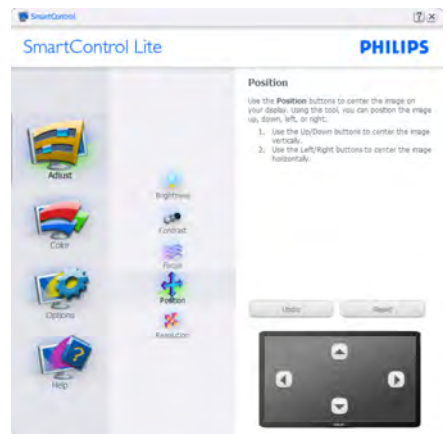 SmartControl
SmartControl Lite
PHILIPS
Position
Use the Position buttons to center the image on
your display. Using the tool, you can position the image
up, down, left, or right.
1. Use the Up/Down buttons to center the image
vertically.
2. Use the Left/Right buttons to center the image
horizontally.
Adjust
Color
Options
Help
Brightness
Contrast
Focus
Position
Resolution
Undo
Reset